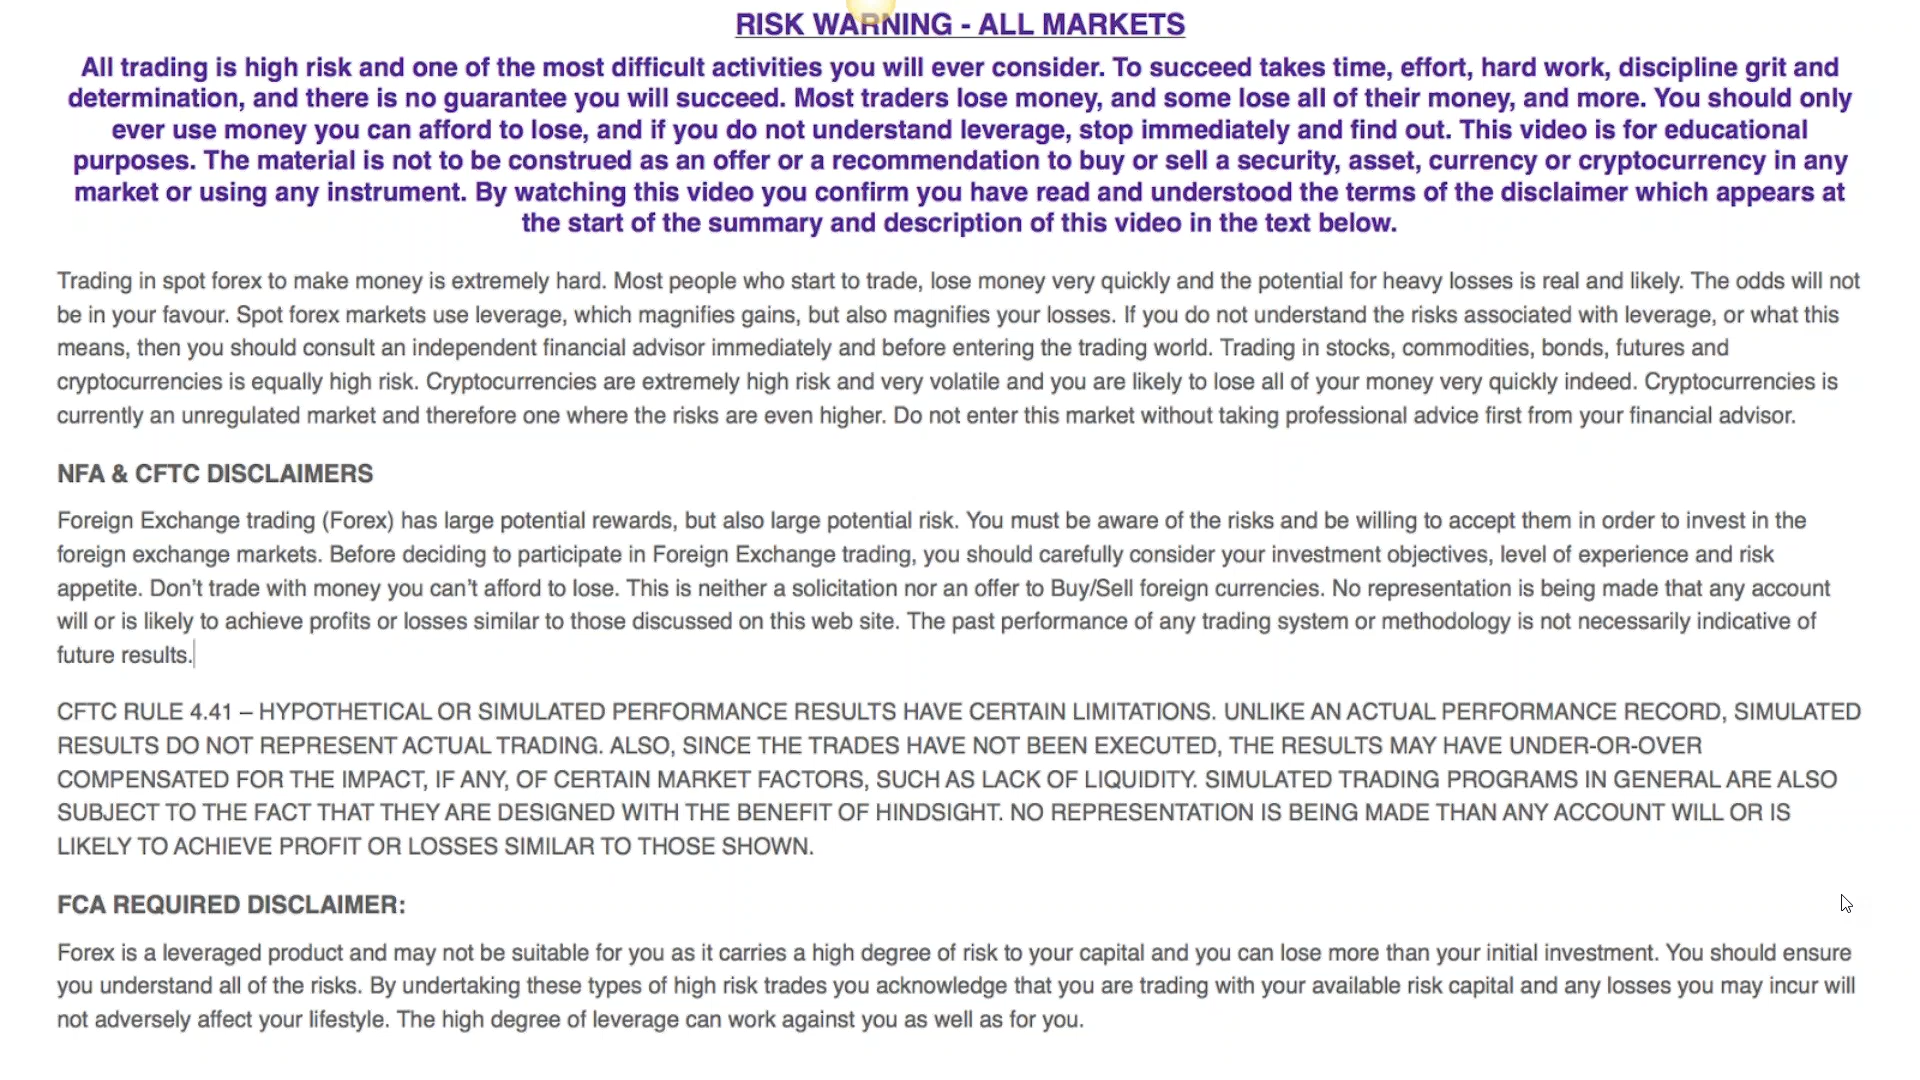 RISK WARNING - ALL MARKETS
All trading is high risk and one of the most difficult activities you will ever consider. To succeed takes time, effort, hard work, discipline grit and
determination, and there is no guarantee you will succeed. Most traders lose money, and some lose all of their money, and more. You should only
ever use money you can afford to lose, and if you do not understand leverage, stop immediately and find out. This video is for educational
purposes. The material is not to be construed as an offer or a recommendation to buy or sell a security, asset, currency or cryptocurrency in any
market or using any instrument. By watching this video you confirm you have read and understood the terms of the disclaimer which appears at
the start of the summary and description of this video in the text below.
Trading in spot forex to make money is extremely hard. Most people who start to trade, lose money very quickly and the potential for heavy losses is real and likely. The odds will not
be in your favour. Spot forex markets use leverage, which magnifies gains, but also magnifies your losses. If you do not understand the risks associated with leverage, or what this
means, then you should consult an independent financial advisor immediately and before entering the trading world. Trading in stocks, commodities, bonds, futures and
cryptocurrencies is equally high risk. Cryptocurrencies are extremely high risk and very volatile and you are likely to lose all of your money very quickly indeed. Cryptocurrencies is
currently an unregulated market and therefore one where the risks are even higher. Do not enter this market without taking professional advice first from your financial advisor.
NFA & CFTC DISCLAIMERS
Foreign Exchange trading (Forex) has large potential rewards, but also large potential risk. You must be aware of the risks and be willing to accept them in order to invest in the
foreign exchange markets. Before deciding to participate in Foreign Exchange trading, you should carefully consider your investment objectives, level of experience and risk
appetite. Don't trade with money you can't afford to lose. This is neither a solicitation nor an offer to Buy/Sell foreign currencies. No representation is being made that any account
will or is likely to achieve profits or losses similar to those discussed on this web site. The past performance of any trading system or methodology is not necessarily indicative of
future results.
CFTC RULE 4.41 – HYPOTHETICAL OR SIMULATED PERFORMANCE RESULTS HAVE CERTAIN LIMITATIONS. UNLIKE AN ACTUAL PERFORMANCE RECORD, SIMULATED
RESULTS DO NOT REPRESENT ACTUAL TRADING. ALSO, SINCE THE TRADES HAVE NOT BEEN EXECUTED, THE RESULTS MAY HAVE UNDER-OR-OVER
COMPENSATED FOR THE IMPACT, IF ANY, OF CERTAIN MARKET FACTORS, SUCH AS LACK OF LIQUIDITY. SIMULATED TRADING PROGRAMS IN GENERAL ARE ALSO
SUBJECT TO THE FACT THAT THEY ARE DESIGNED WITH THE BENEFIT OF HINDSIGHT. NO REPRESENTATION IS BEING MADE THAN ANY ACCOUNT WILL OR IS
LIKELY TO ACHIEVE PROFIT OR LOSSES SIMILAR TO THOSE SHOWN.
FCA REQUIRED DISCLAIMER:
Forex is a leveraged product and may not be suitable for you as it carries a high degree of risk to your capital and you can lose more than your initial investment. You should ensure
you understand all of the risks. By undertaking these types of high risk trades you acknowledge that you are trading with your available risk capital and any losses you may incur will
not adversely affect your lifestyle. The high degree of leverage can work against you as well as for you.